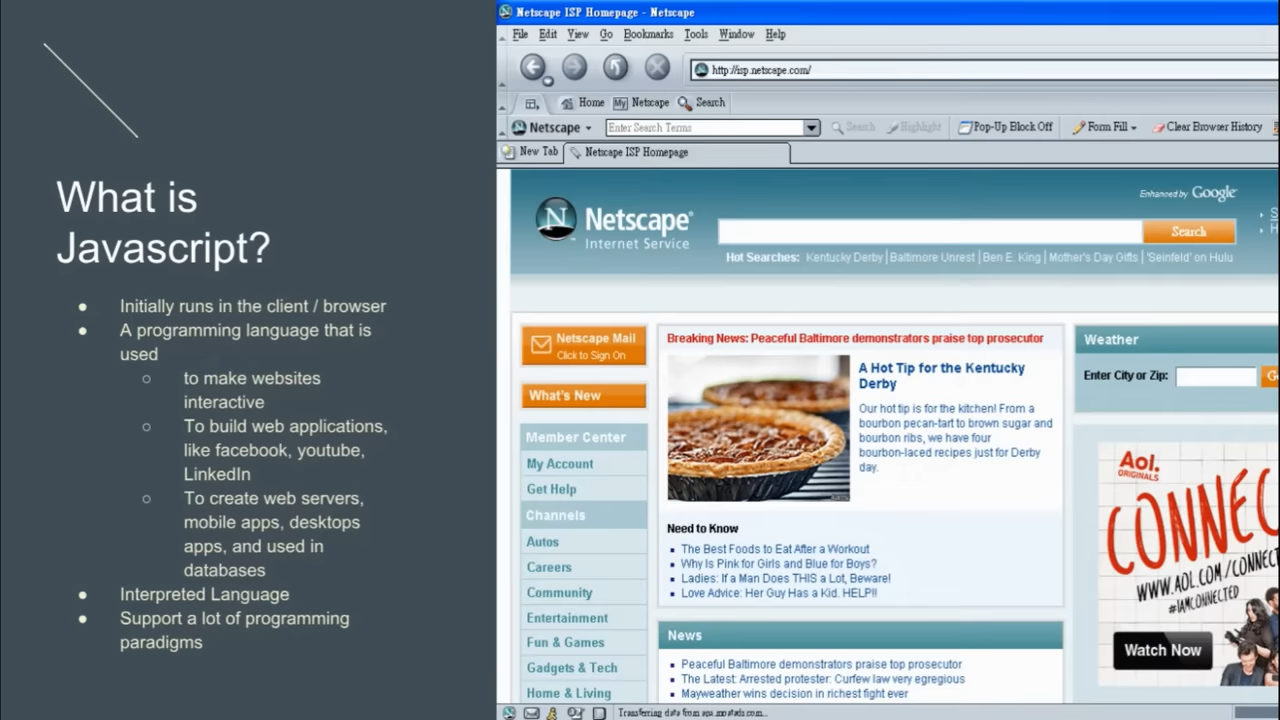 What is
Javascript?
● Initially runs in the client / browser
● A programming language that is
used
○ to make websites
interactive
○ To build web applications,
like facebook, youtube,
LinkedIn
○ To create web servers,
mobile apps, desktops
apps, and used in
databases
● Interpreted Language
● Support a lot of programming
paradigms
Netscape ISP Homepage - Netscape
File Edit View Go Bookmarks Tools Window Help
http://isp.netscape.com/
Home My Netscape Search
Netscape Enter Search Terms Search Highlight Pop-Up Block Off Form Fill Clear Browser History
New Tab Netscape ISP Homepage
Enhanced by Google
N Netscape
Internet Service
Search
Hot Searches: Kentucky Derby | Baltimore Unrest | Ben E. King | Mother's Day Gifts | 'Seinfeld' on Hulu
Netscape Mail
Click to Sign On
What's New
Member Center
My Account
Get Help
Channels
Autos
Careers
Community
Entertainment
Fun & Games
Gadgets & Tech
Home & Living
Breaking News: Peaceful Baltimore demonstrators praise top prosecutor
A Hot Tip for the Kentucky
Derby
Our hot tip is for the kitchen! From a
bourbon pecan-tart to brown sugar and
bourbon ribs, we have four
bourbon-laced recipes just for Derby
day.
Need to Know
The Best Foods to Eat After a Workout
Why Is Pink for Girls and Blue for Boys?
Ladies: If a Man Does THIS a Lot, Beware!
Love Advice: Her Guy Has a Kid. HELP!!
News
Peaceful Baltimore demonstrators praise top prosecutor
The Latest: Arrested protester: Curfew law very egregious
Mayweather wins decision in richest fight ever
Weather
Enter City or Zip:
Aol.
ORIGINALS
CONNEC
WWW.AOL.COM/CONNEC
#IAMCONNECTED
Watch Now
Transferring data from